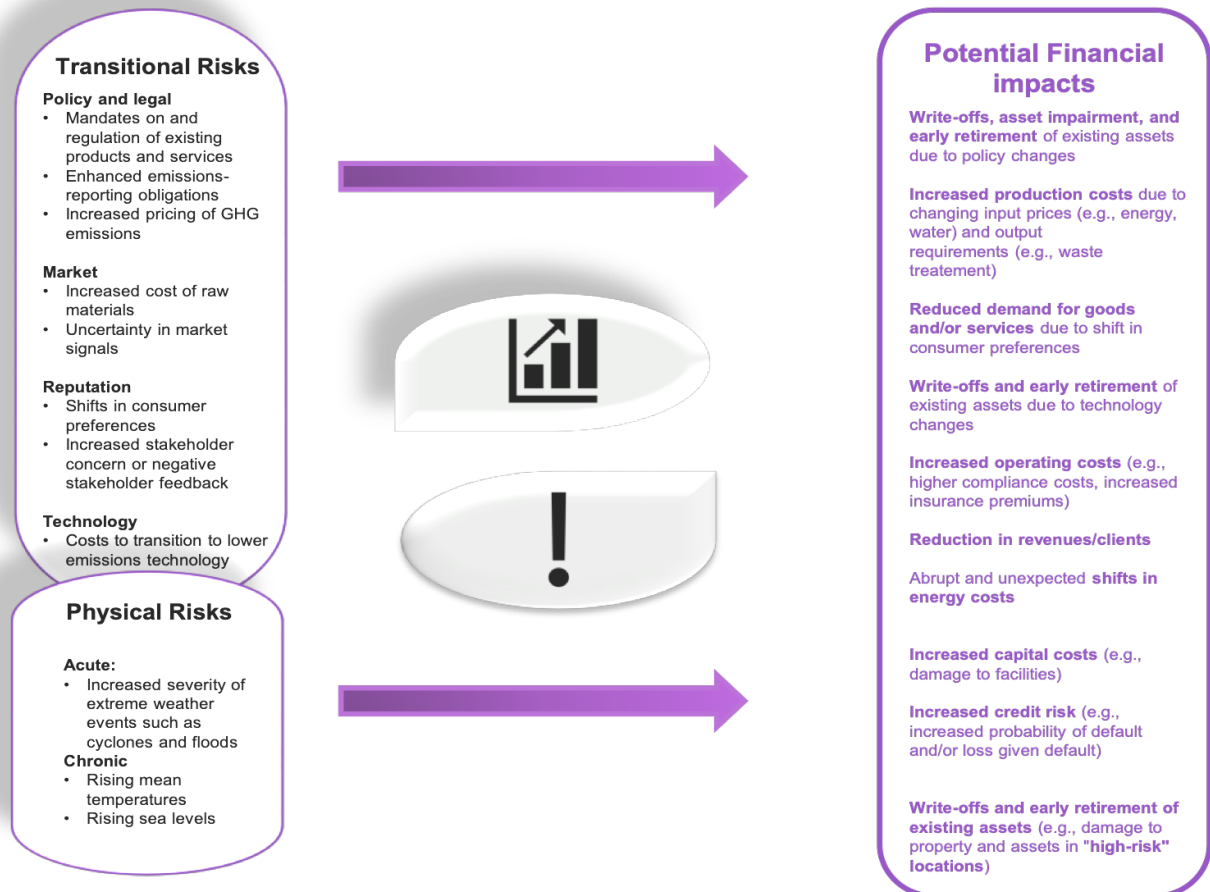 Transitional Risks
Policy and legal
• Mandates on and
regulation of existing
products and services
• Enhanced emissions-
reporting obligations
• Increased pricing of GHG
emissions
Market
• Increased cost of raw
materials
• Uncertainty in market
signals
Reputation
• Shifts in consumer
preferences
• Increased stakeholder
concern or negative
stakeholder feedback
Technology
• Costs to transition to lower
emissions technology
Physical Risks
Acute:
• Increased severity of
extreme weather
events such as
cyclones and floods
Chronic
• Rising mean
temperatures
• Rising sea levels
!
Potential Financial
impacts
Write-offs, asset impairment, and
early retirement of existing assets
due to policy changes
Increased production costs due to
changing input prices (e.g., energy,
water) and output
requirements (e.g., waste
treatement)
Reduced demand for goods
and/or services due to shift in
consumer preferences
Write-offs and early retirement of
existing assets due to technology
changes
Increased operating costs (e.g.,
higher compliance costs, increased
insurance premiums)
Reduction in revenues/clients
Abrupt and unexpected shifts in
energy costs
Increased capital costs (e.g.,
damage to facilities)
Increased credit risk (e.g.,
increased probability of default
and/or loss given default)
Write-offs and early retirement of
existing assets (e.g., damage to
property and assets in "high-risk"
locations)